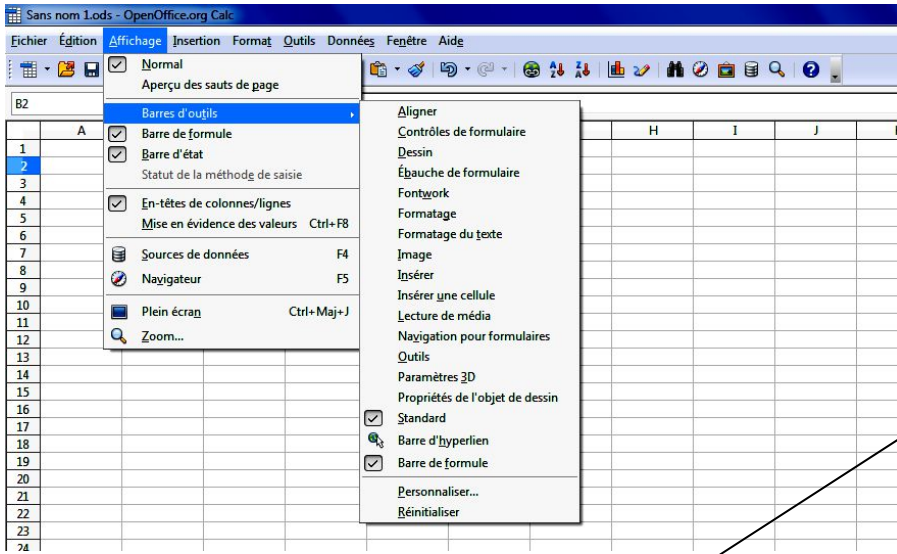 Sans nom 1.ods - OpenOffice.org Calc
Fichier Édition Affichage Insertion Format Outils Données Fenêtre Aide
B2
A H I J
1
2
3
4
5
6
7
8
9
10
11
12
13
14
15
16
17
18
19
20
21
22
23
24
Normal
Aperçu des sauts de page
Barres d'outils
Barre de formule
Barre d'état
Statut de la méthode de saisie
En-têtes de colonnes/lignes
Mise en évidence des valeurs Ctrl+F8
Sources de données F4
Navigateur F5
Plein écran Ctrl+Maj+J
Zoom...
Aligner
Contrôles de formulaire
Dessin
Ébauche de formulaire
Fontwork
Formatage
Formatage du texte
Image
Insérer
Insérer une cellule
Lecture de média
Navigation pour formulaires
Outils
Paramètres 3D
Propriétés de l'objet de dessin
Standard
Barre d'hyperlien
Barre de formule
Personnaliser...
Réinitialiser